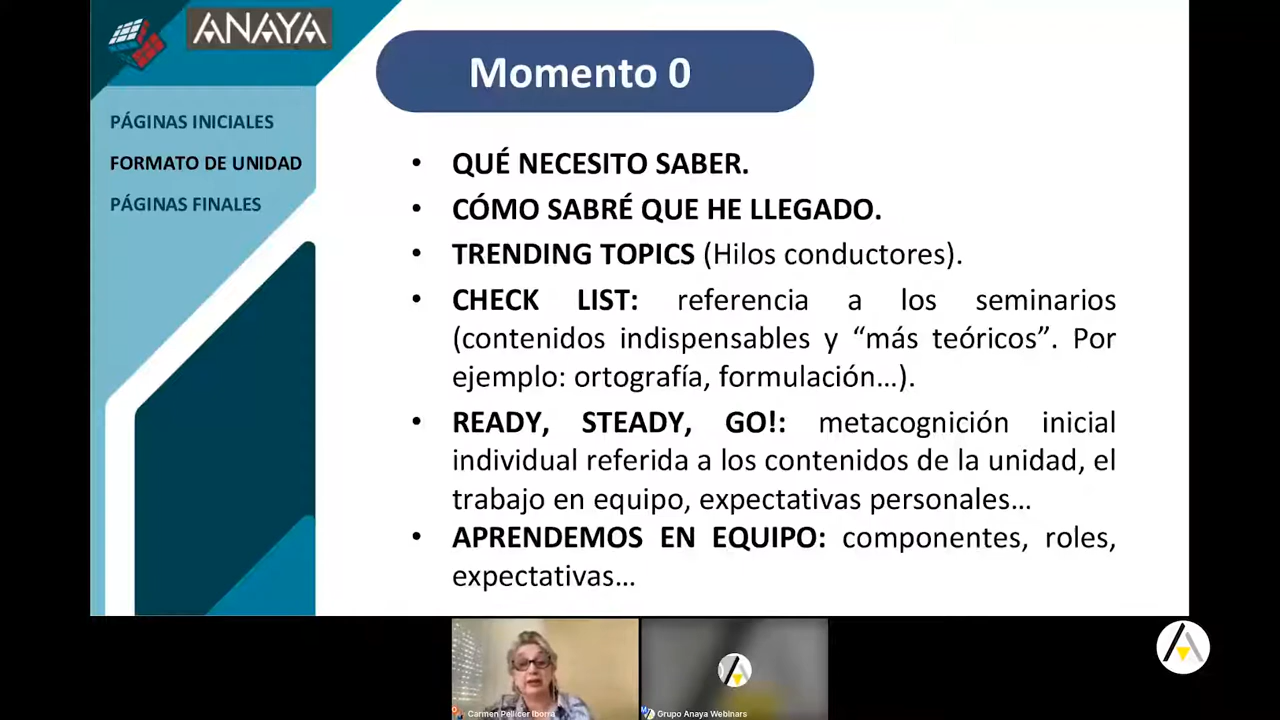 ANAYA
PÁGINAS INICIALES
FORMATO DE UNIDAD
PÁGINAS FINALES
Momento 0
• QUÉ NECESITO SABER.
• CÓMO SABRÉ QUE HE LLEGADO.
• TRENDING TOPICS (Hilos conductores).
• CHECK LIST: referencia a los seminarios
(contenidos indispensables y “más teóricos”. Por
ejemplo: ortografía, formulación…).
• READY, STEADY, GO!: metacognición inicial
individual referida a los contenidos de la unidad, el
trabajo en equipo, expectativas personales…
• APRENDEMOS EN EQUIPO: componentes, roles,
expectativas…
Carmen Pellicer Iborra
Grupo Anaya Webinars